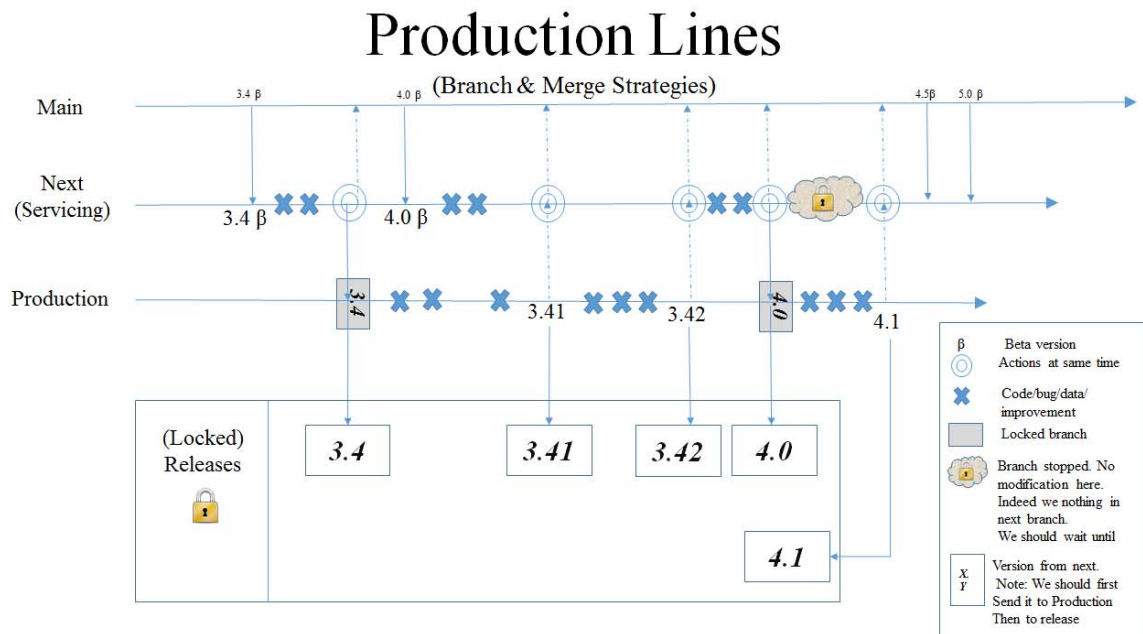 Production Lines
(Branch & Merge Strategies)
Main
3.4 β
4.0 β
4.5β
5.0 β
Next
(Servicing)
3.4 β
4.0 β
Production
3.4
3.41
3.42
4.0
4.1
(Locked)
Releases
3.4
3.41
3.42
4.0
4.1
β
Beta version
Actions at same time
Code/bug/data/
improvement
Locked branch
Branch stopped. No
modification here.
Indeed we nothing in
next branch.
We should wait until
X.
Y
Version from next.
Note: We should first
Send it to Production
Then to release